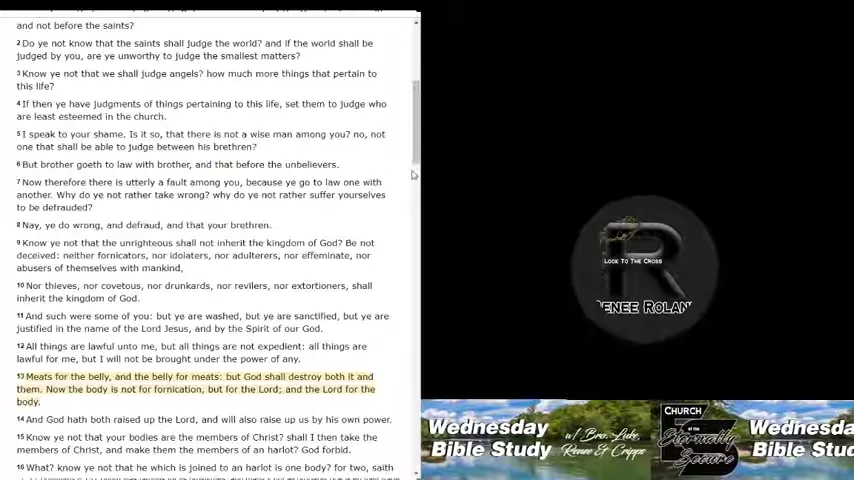 and not before the saints?
2 Do ye not know that the saints shall judge the world? and if the world shall be
judged by you, are ye unworthy to judge the smallest matters?
3 Know ye not that we shall judge angels? how much more things that pertain to
this life?
4 If then ye have judgments of things pertaining to this life, set them to judge who
are least esteemed in the church.
5 I speak to your shame. Is it so, that there is not a wise man among you? no, not
one that shall be able to judge between his brethren?
6 But brother goeth to law with brother, and that before the unbelievers.
7 Now therefore there is utterly a fault among you, because ye go to law one with
another. Why do ye not rather take wrong? why do ye not rather suffer yourselves
to be defrauded?
8 Nay, ye do wrong, and defraud, and that your brethren.
9 Know ye not that the unrighteous shall not inherit the kingdom of God? Be not
deceived: neither fornicators, nor idolaters, nor adulterers, nor effeminate, nor
abusers of themselves with mankind,
10 Nor thieves, nor covetous, nor drunkards, nor revilers, nor extortioners, shall
inherit the kingdom of God.
11 And such were some of you: but ye are washed, but ye are sanctified, but ye are
justified in the name of the Lord Jesus, and by the Spirit of our God.
12 All things are lawful unto me, but all things are not expedient: all things are
lawful for me, but I will not be brought under the power of any.
13 Meats for the belly, and the belly for meats: but God shall destroy both it and
them. Now the body is not for fornication, but for the Lord; and the Lord for the
body.
14 And God hath both raised up the Lord, and will also raise up us by his own power.
15 Know ye not that your bodies are the members of Christ? shall I then take the
members of Christ, and make them the members of an harlot? God forbid.
16 What? know ye not that he which is joined to an harlot is one body? for two, saith
R
LOOK TO THE CROSS
RENEE ROLAN
Wednesday
Bible Study
w/ Bro. Luke,
Renee & Cripps
CHURCH
of the
Eternally
Secure
Wednesda
Bible Stu